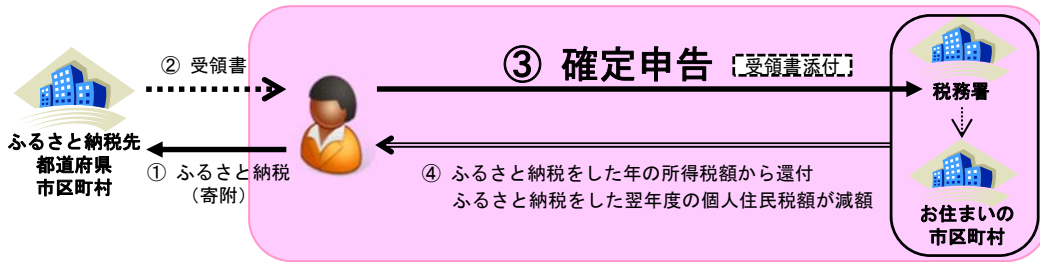 ふるさと納税先
都道府県
市区町村
② 受領書
① ふるさと納税
（寄附）
③ 確定申告 受領書添付
④ ふるさと納税をした年の所得税額から還付
ふるさと納税をした翌年度の個人住民税額が減額
税務署
お住まいの
市区町村